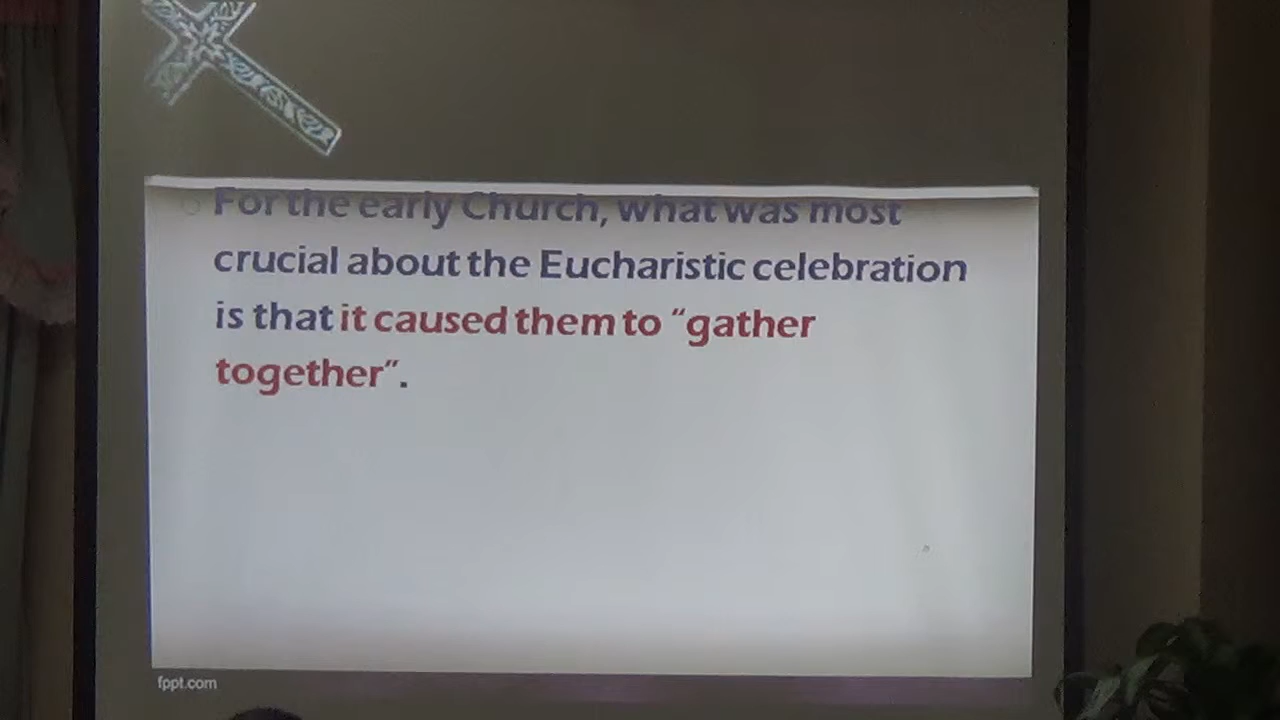 For the early Church, what was most
crucial about the Eucharistic celebration
is that it caused them to “gather
together”.
fppt.com